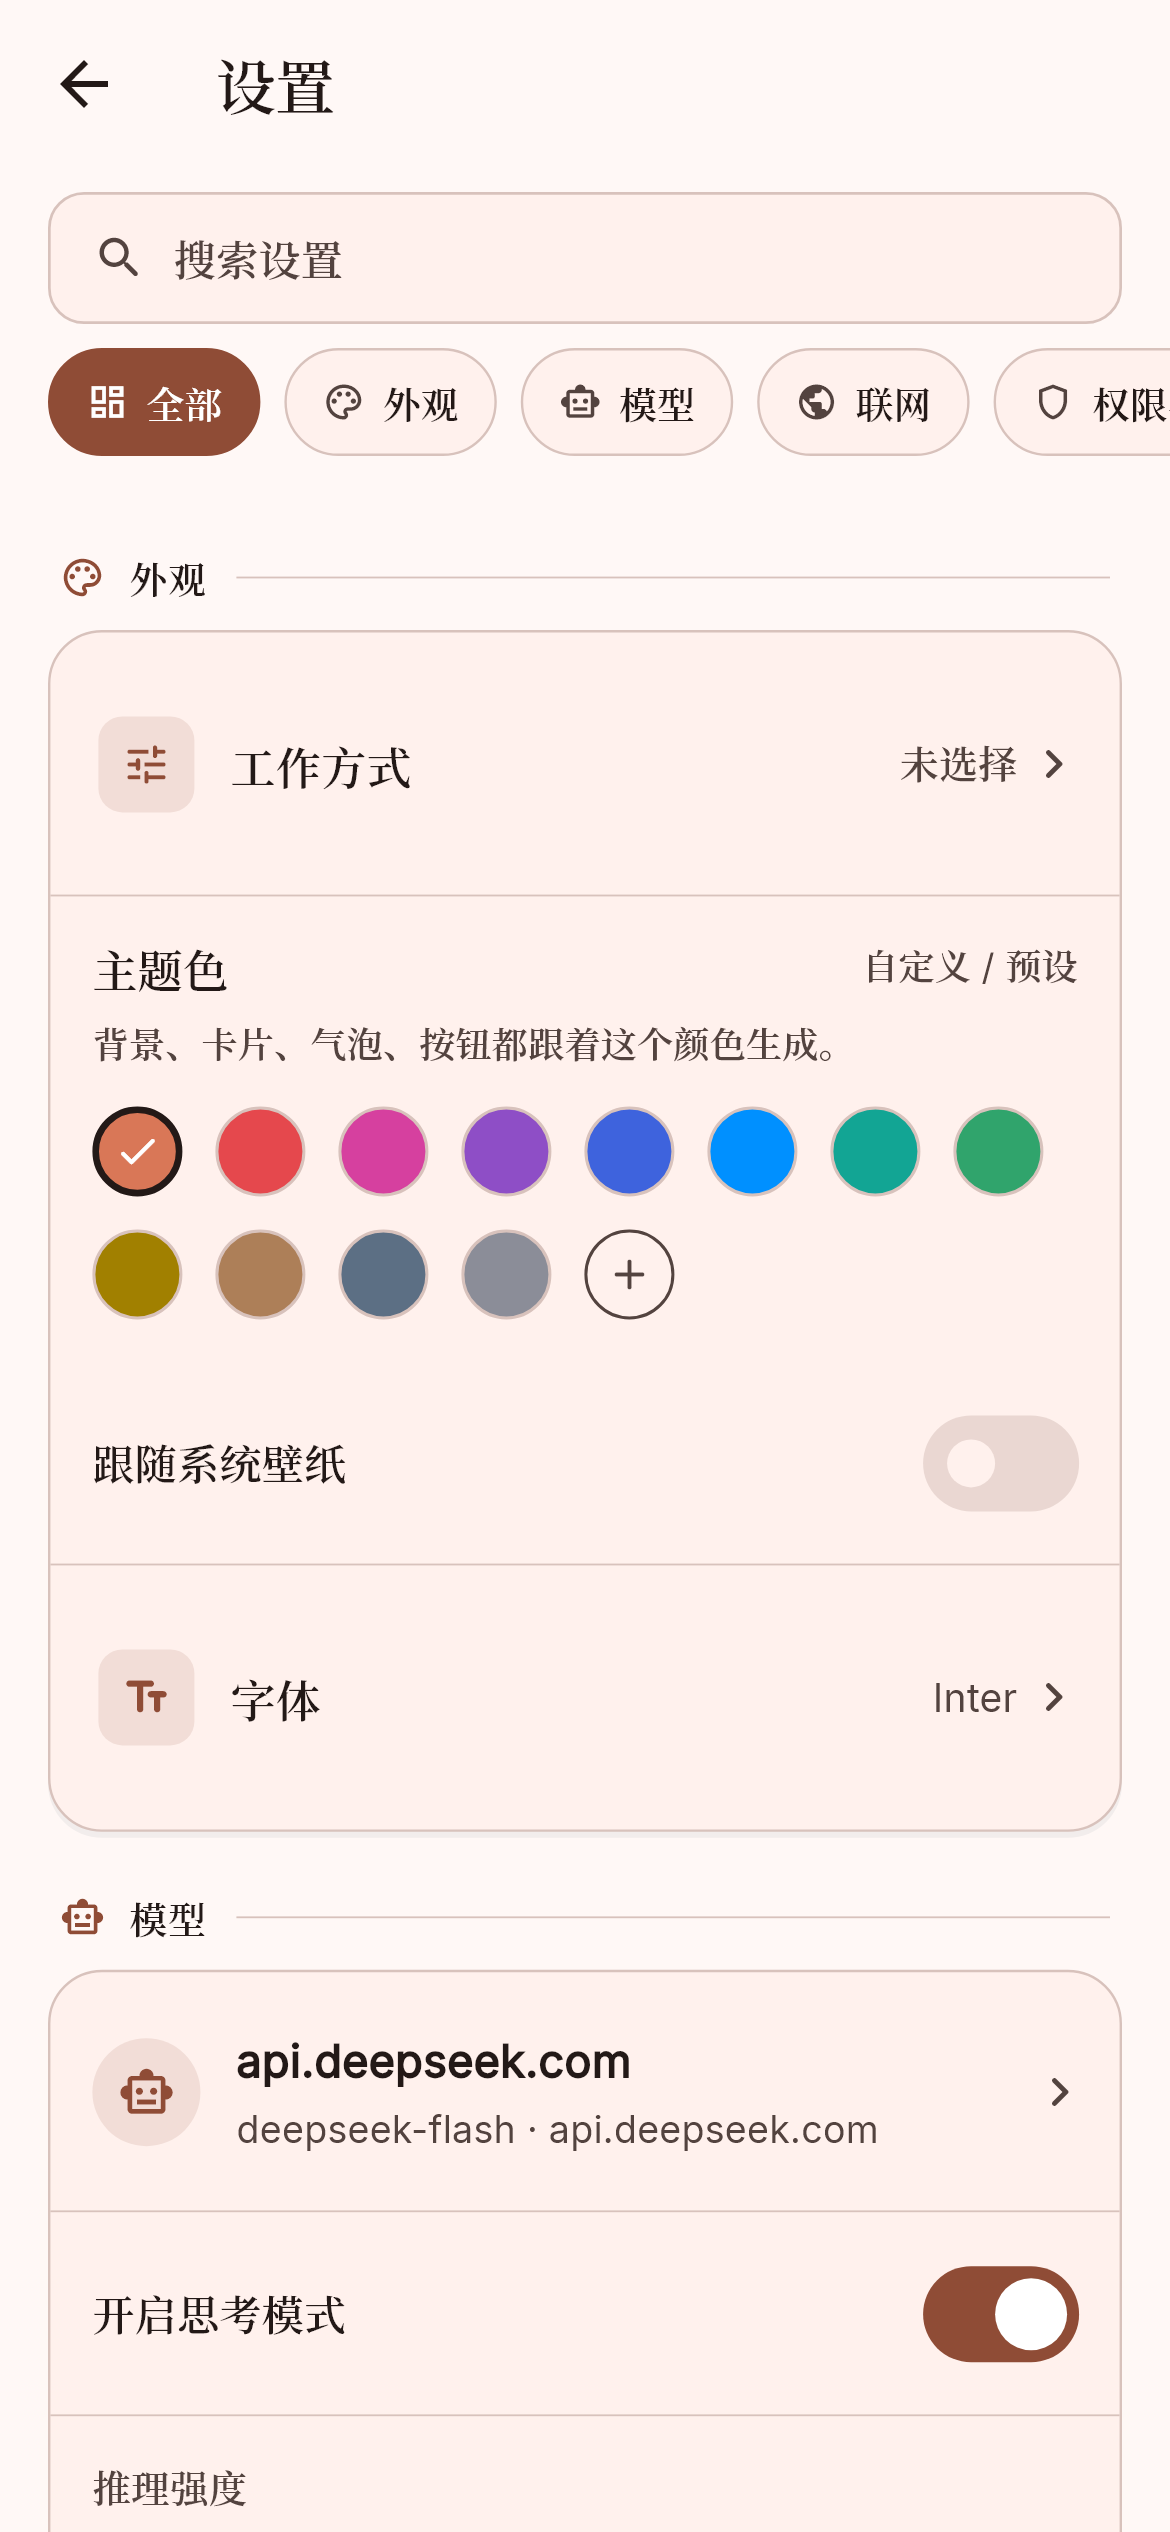 设置
搜索设置
全部 外观 模型 联网 权限
外观
工作方式 未选择
主题色 自定义 / 预设
背景、卡片、气泡、按钮都跟着这个颜色生成。
跟随系统壁纸
字体 Inter
模型
api.deepseek.com
deepseek-flash · api.deepseek.com
开启思考模式
推理强度